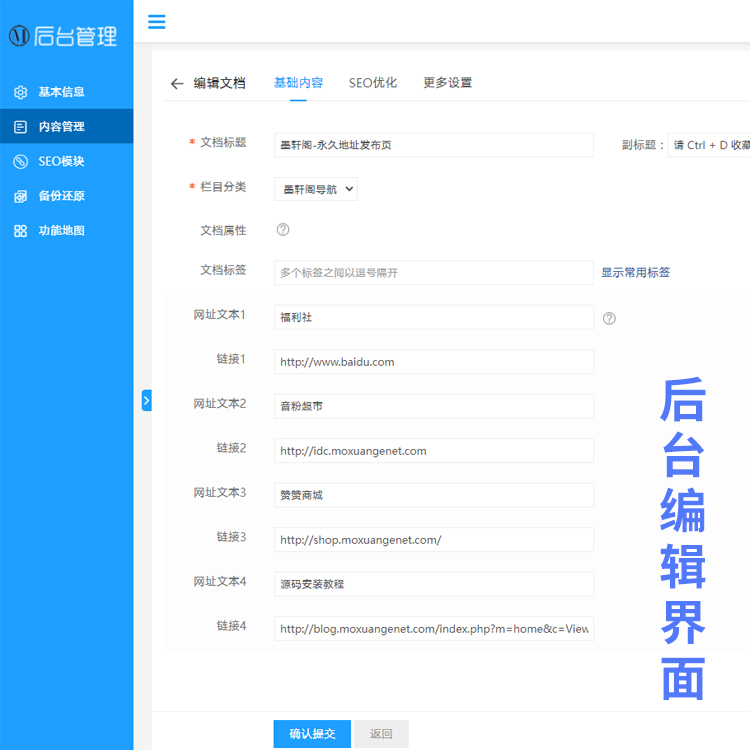 后台管理
基本信息
内容管理
SEO模块
备份还原
功能地图
编辑文档 基础内容 SEO优化 更多设置
* 文档标题 墨轩阁-永久地址发布页 副标题： 请 Ctrl + D 收藏
* 栏目分类 墨轩阁导航
文档属性 ?
文档标签 多个标签之间以逗号隔开 显示常用标签
网址文本1 福利社 ?
链接1 http://www.baidu.com
网址文本2 音粉超市
链接2 http://idc.moxuangenet.com
网址文本3 赞赞商城
链接3 http://shop.moxuangenet.com/
网址文本4 源码安装教程
链接4 http://blog.moxuangenet.com/index.php?m=home&c=View
确认提交 返回
后台编辑界面